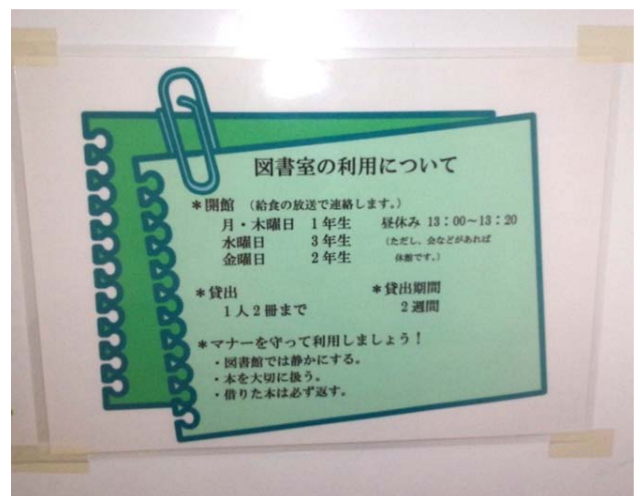 図書室の利用について
＊開館 （給食の放送で連絡します。）
月・木曜日 1年生 昼休み 13：00〜13：20
水曜日 3年生 （ただし、会などがあれば
金曜日 2年生 休館です。）
＊貸出 ＊貸出期間
1人2冊まで 2週間
＊マナーを守って利用しましょう！
・図書館では静かにする。
・本を大切に扱う。
・借りた本は必ず返す。